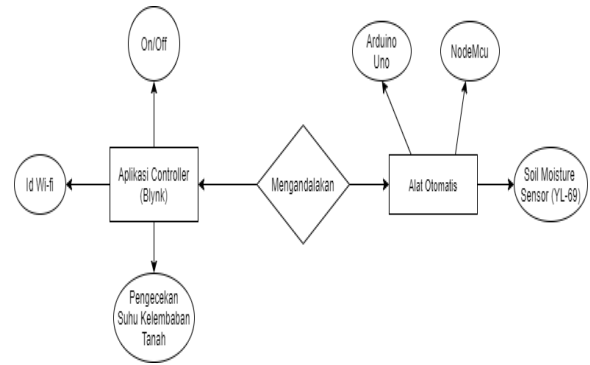 On/Off
Arduino
Uno
NodeMcu
Id Wi-fi
Aplikasi Controller
(Blynk)
Mengandalakan
Alat Otomatis
Soil Moisture
Sensor (YL-69)
Pengecekan
Suhu Kelembaban
Tanah